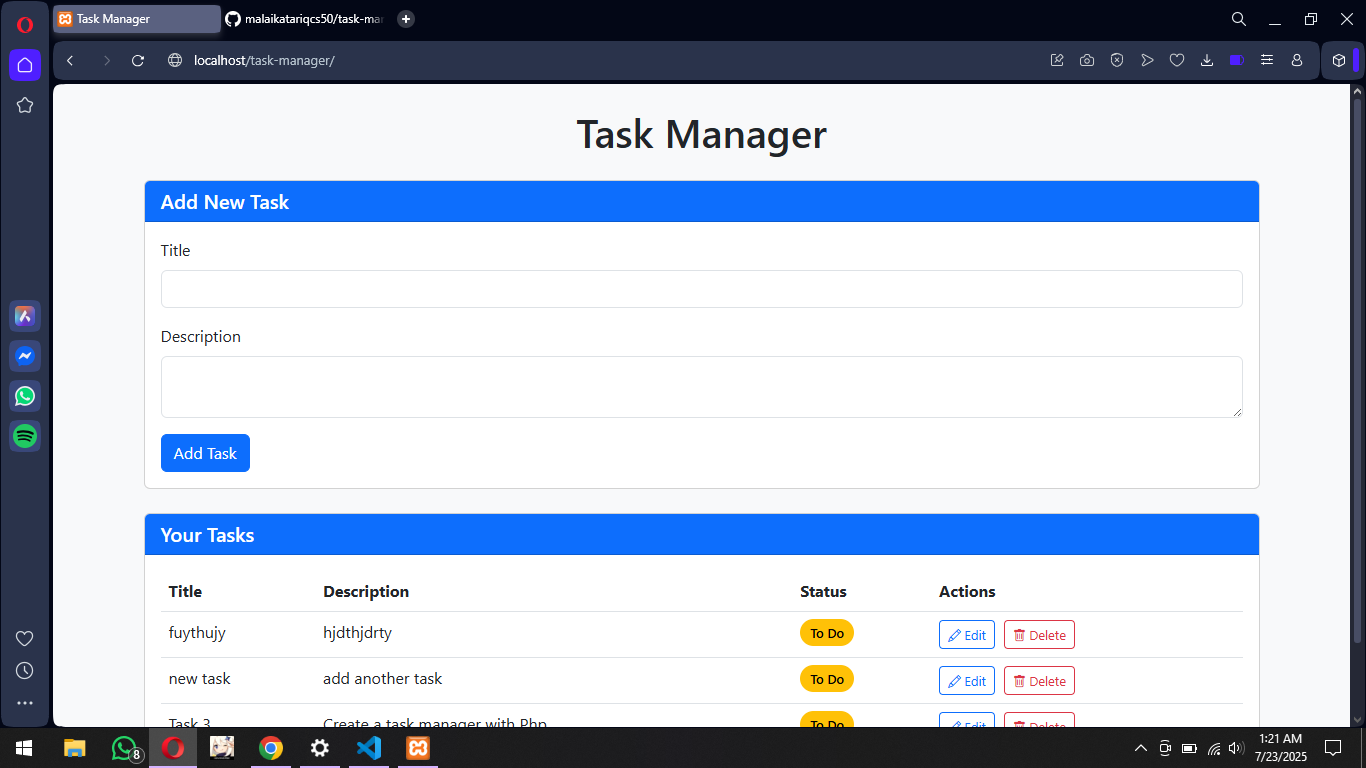 Task Manager
malaikatariqcs50/task-mar
localhost/task-manager/
Task Manager
Add New Task
Title
Description
Add Task
Your Tasks
Title Description Status Actions
fuythujy hjdthjdrty To Do Edit Delete
new task add another task To Do Edit Delete
Task 3 Create a task manager with Php To Do Edit Delete
8
1:21 AM
7/23/2025